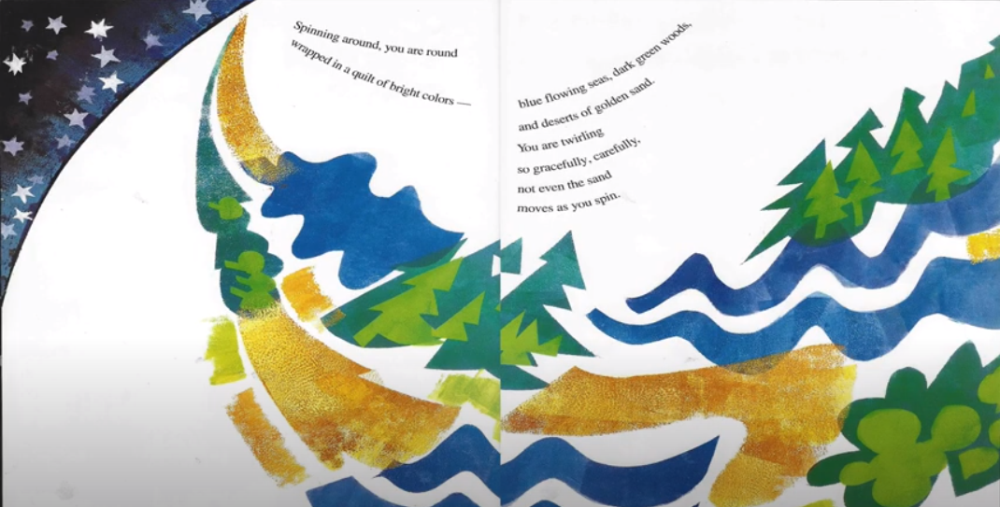 Spinning around, you are round
wrapped in a quilt of bright colors —
blue flowing seas, dark green woods,
and deserts of golden sand.
You are twirling
so gracefully, carefully,
not even the sand
moves as you spin.